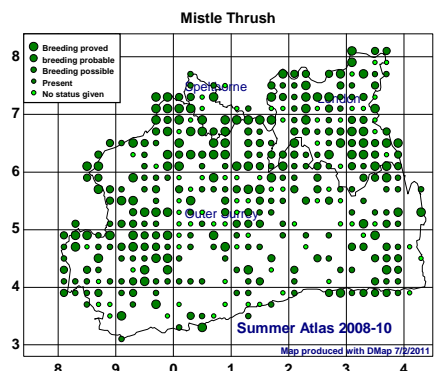 Mistle Thrush
8
Breeding proved
breeding probable
Breeding possible
Present
No status given
Spelthorne
London
7
6
Outer Surrey
5
4
Summer Atlas 2008-10
Map produced with DMap 7/2/2011
3
8 9 0 1 2 3 4